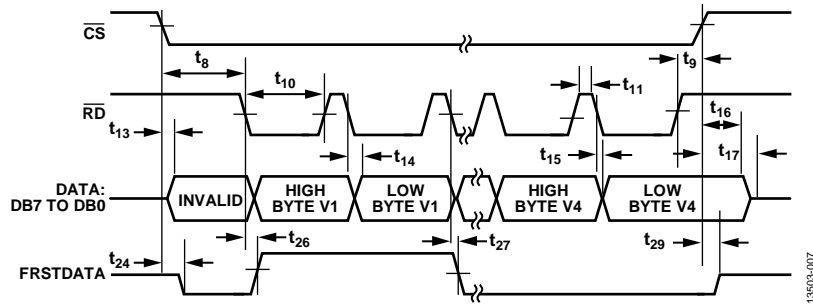 CS
t8
t9
t10
t11
RD
t13
t16
t14
t15
t17
DATA:
DB7 TO DB0
INVALID
HIGH
BYTE V1
LOW
BYTE V1
HIGH
BYTE V4
LOW
BYTE V4
t24
t26
t27
t29
FRSTDATA
13503-007